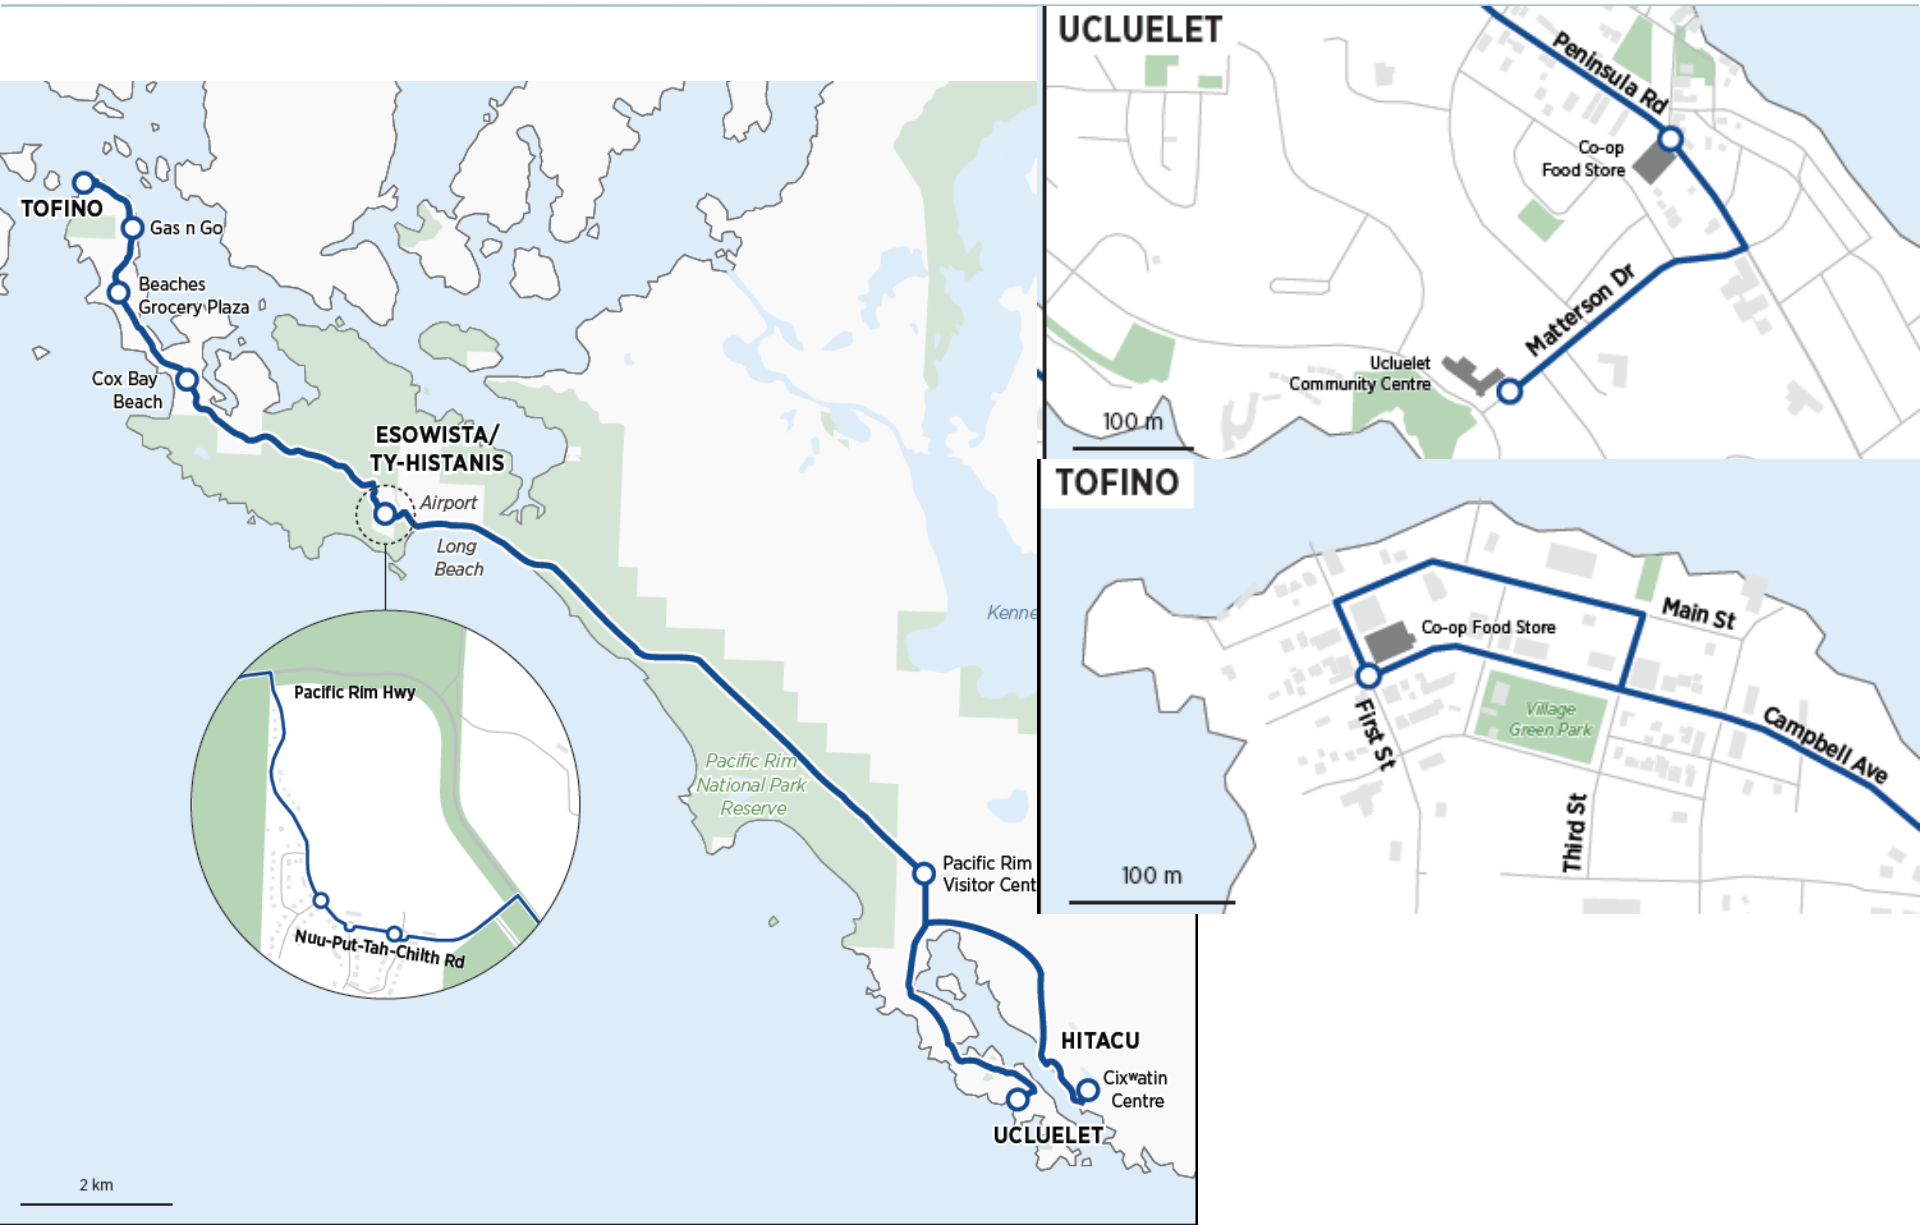 TOFINO
Gas n Go
Beaches
Grocery Plaza
Cox Bay
Beach
ESOWISTA/
TY-HISTANIS
Airport
Long
Beach
Kenne
Pacific Rim Hwy
Nuu-Put-Tah-Chilth Rd
Pacific Rim
National Park
Reserve
Pacific Rim
Visitor Cent
HITACU
Cixʷatin
Centre
UCLUELET
2 km
UCLUELET
Peninsula Rd
Co-op
Food Store
Matterson Dr
Ucluelet
Community Centre
100 m
TOFINO
Main St
Co-op Food Store
Village
Green Park
First St
Campbell Ave
Third St
100 m